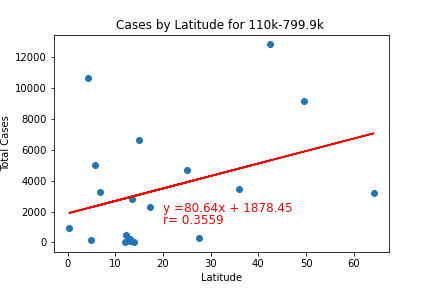 Cases by Latitude for 110k-799.9k
12000
10000
8000
6000
4000
2000
0
Total Cases
y =80.64x + 1878.45
r= 0.3559
0 10 20 30 40 50 60
Latitude